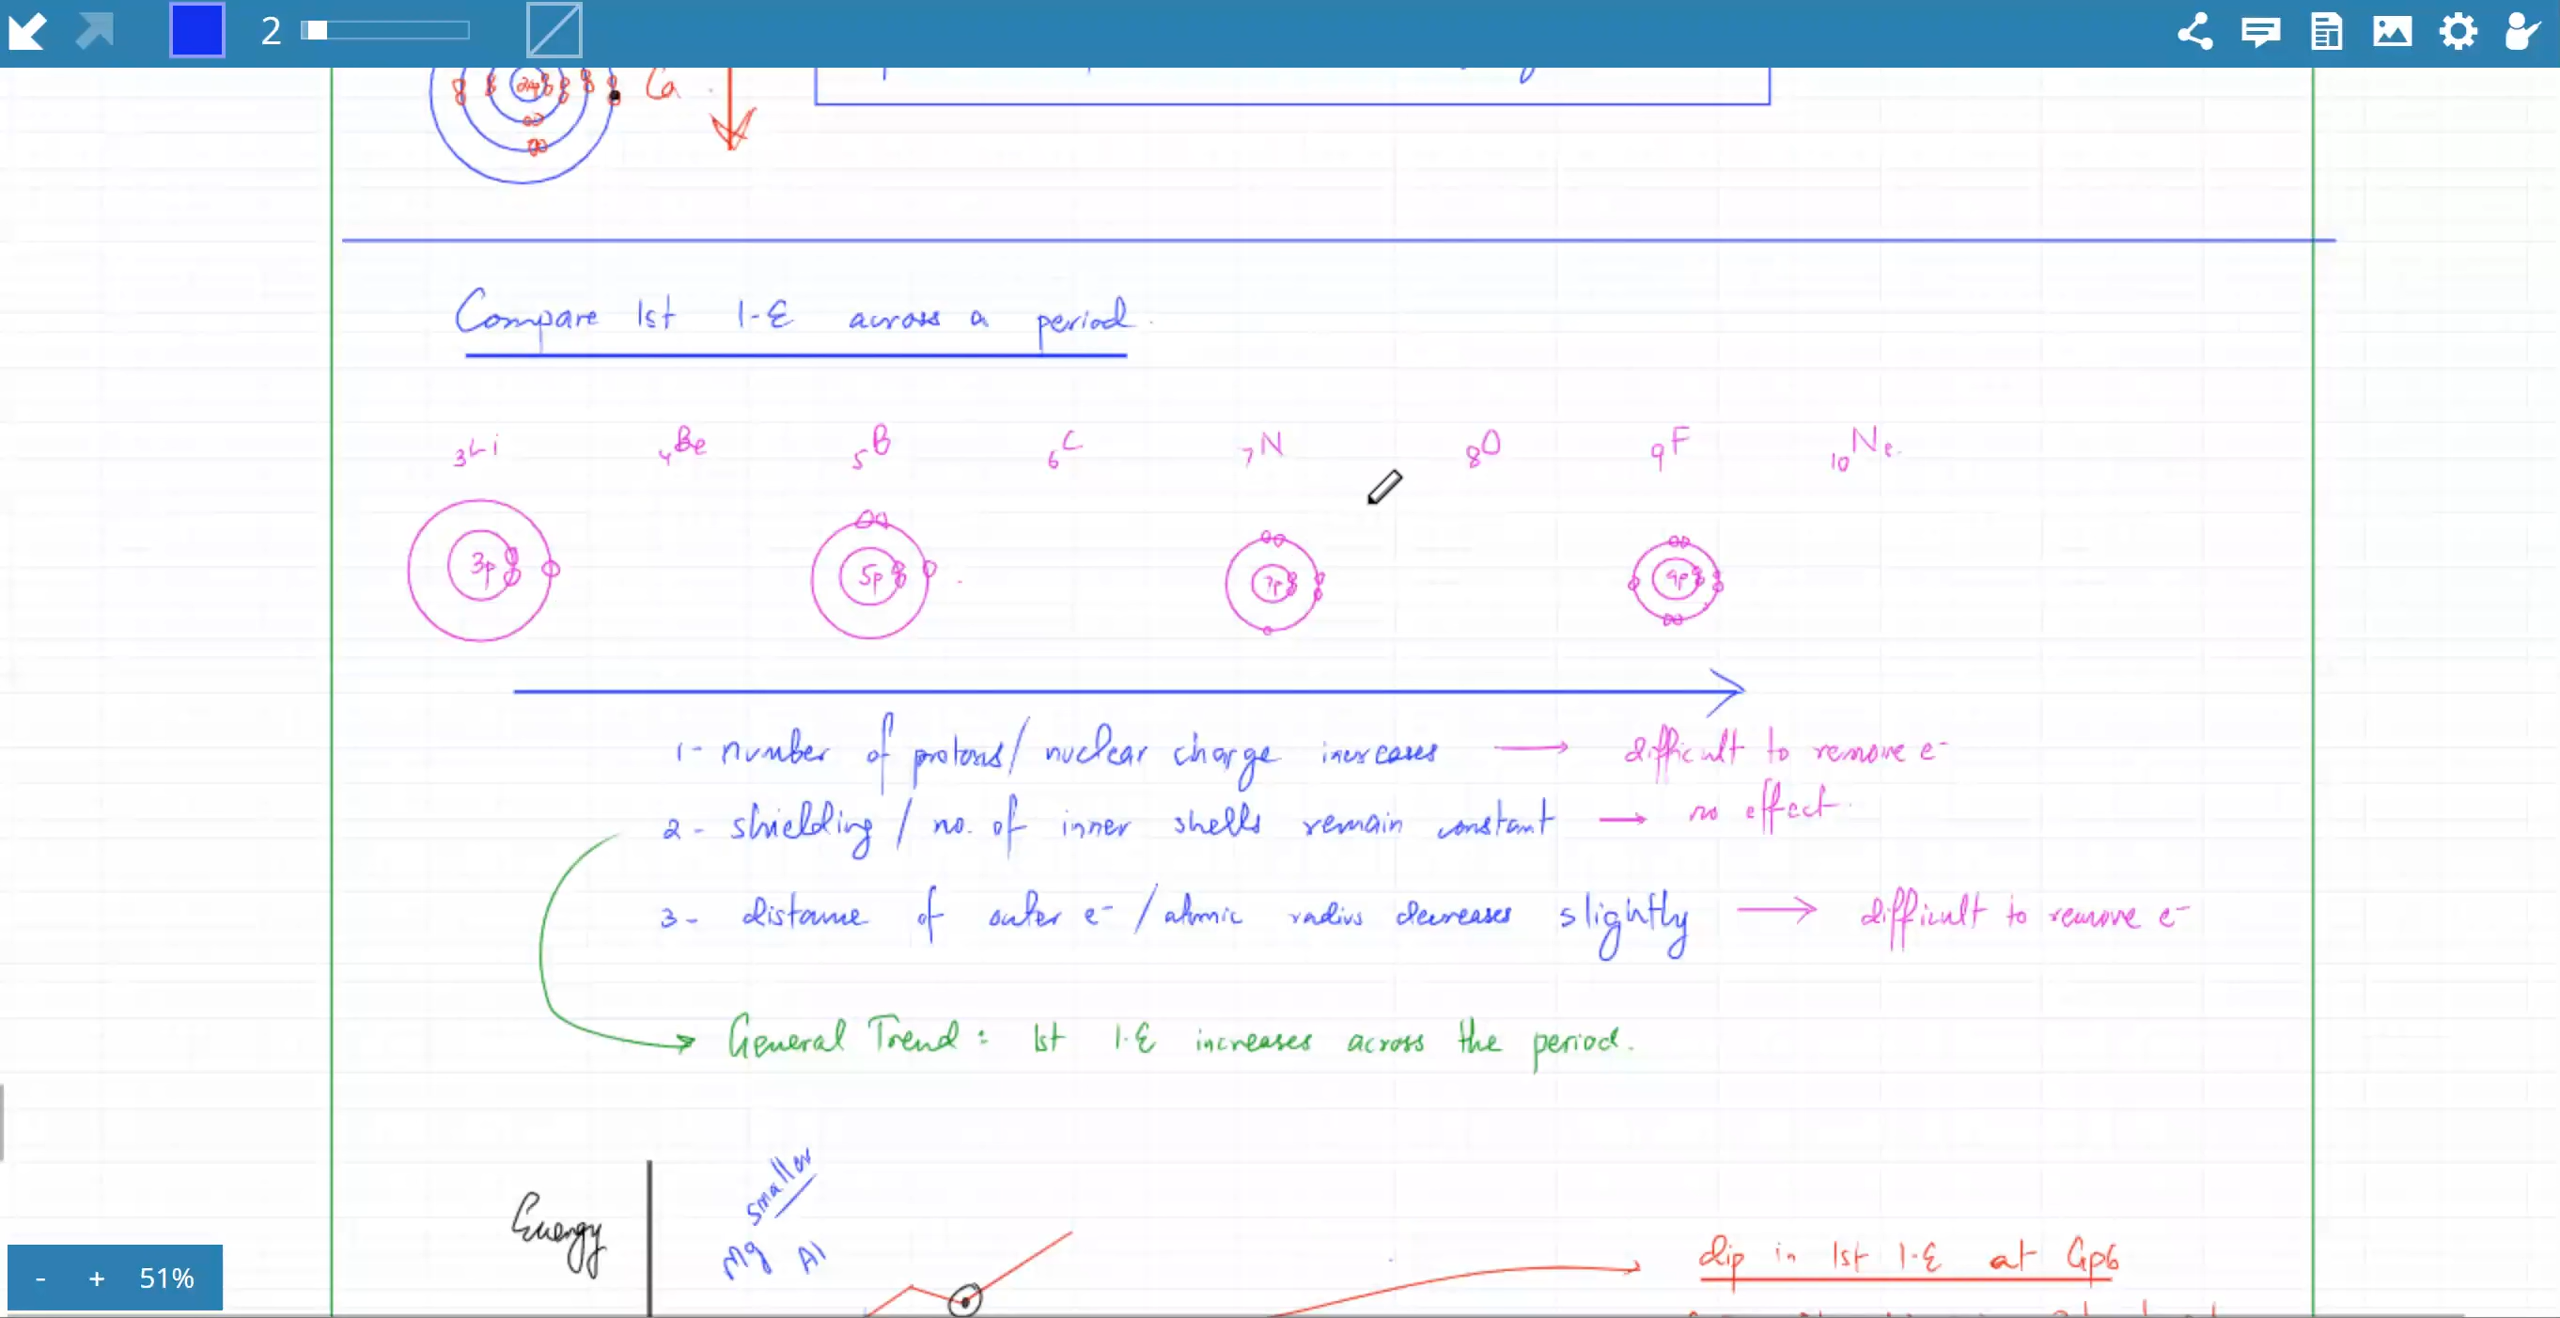 2
Ca
Compare 1st I-E across a period.
3Li 4Be 5B 6C 7N 8O 9F 10Ne
3p 5p 7p 9p
1- number of protons/ nuclear charge increases → difficult to remove e-
2- shielding / no. of inner shells remain constant → no effect.
3- distance of outer e- / atomic radius decreases slightly → difficult to remove e-
General Trend: 1st I.E increases across the period.
Energy
smaller
Mg Al
dip in 1st I-E at Gp6
- + 51%